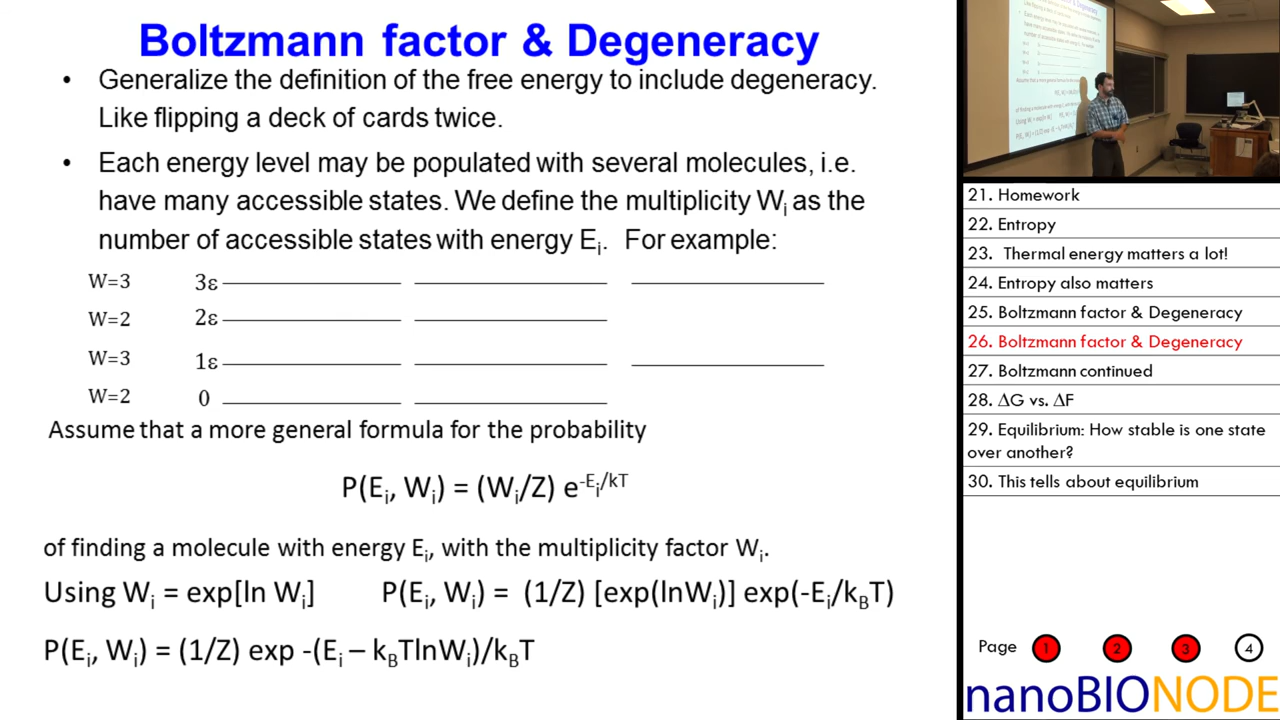 Boltzmann factor & Degeneracy
• Generalize the definition of the free energy to include degeneracy.
Like flipping a deck of cards twice.
• Each energy level may be populated with several molecules, i.e.
have many accessible states. We define the multiplicity Wi as the
number of accessible states with energy Ei. For example:
W=3 3ε
W=2 2ε
W=3 1ε
W=2 0
Assume that a more general formula for the probability
P(Ei, Wi) = (Wi/Z) e-Ei/kT
of finding a molecule with energy Ei, with the multiplicity factor Wi.
Using Wi = exp[ln Wi] P(Ei, Wi) = (1/Z) [exp(lnWi)] exp(-Ei/kBT)
P(Ei, Wi) = (1/Z) exp -(Ei – kBTlnWi)/kBT
21. Homework
22. Entropy
23. Thermal energy matters a lot!
24. Entropy also matters
25. Boltzmann factor & Degeneracy
26. Boltzmann factor & Degeneracy
27. Boltzmann continued
28. ΔG vs. ΔF
29. Equilibrium: How stable is one state
over another?
30. This tells about equilibrium
Page 1 2 3 4
nanoBIONODE